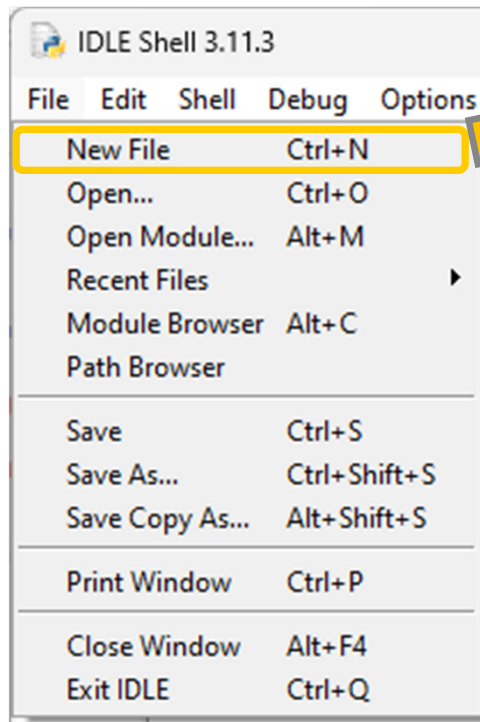 IDLE Shell 3.11.3
File Edit Shell Debug Options
New File Ctrl+N
Open... Ctrl+O
Open Module... Alt+M
Recent Files
Module Browser Alt+C
Path Browser
Save Ctrl+S
Save As... Ctrl+Shift+S
Save Copy As... Alt+Shift+S
Print Window Ctrl+P
Close Window Alt+F4
Exit IDLE Ctrl+Q